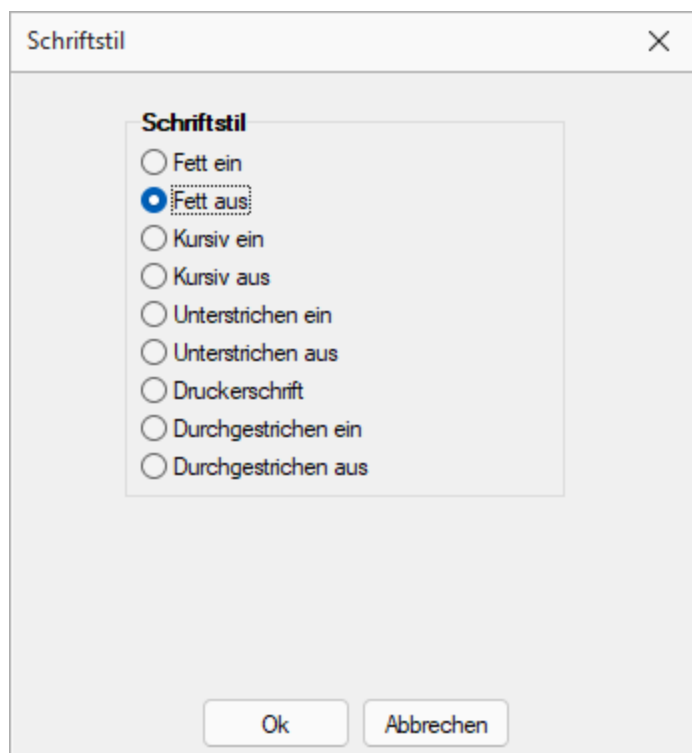 Schriftstil
Schriftstil
Fett ein
Fett aus
Kursiv ein
Kursiv aus
Unterstrichen ein
Unterstrichen aus
Druckerschrift
Durchgestrichen ein
Durchgestrichen aus
Ok Abbrechen